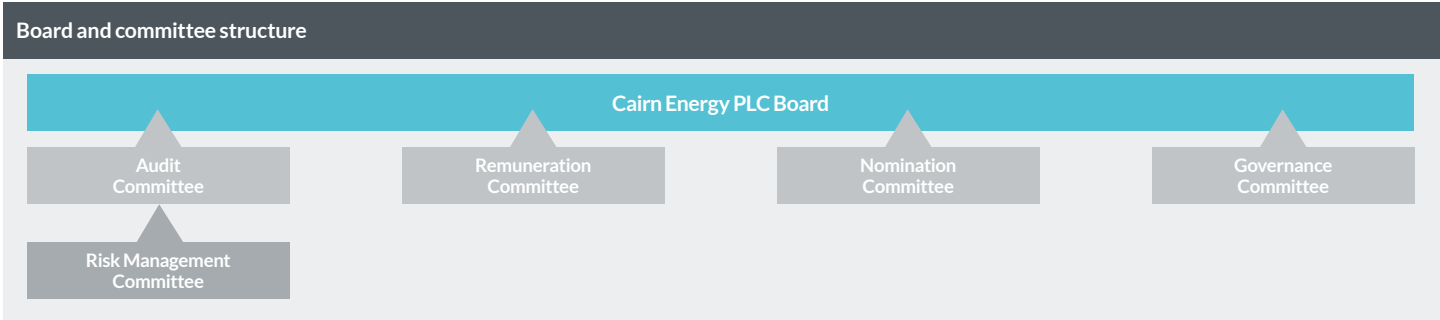 Board and committee structure
Cairn Energy PLC Board
Audit
Committee
Remuneration
Committee
Nomination
Committee
Governance
Committee
Risk Management
Committee